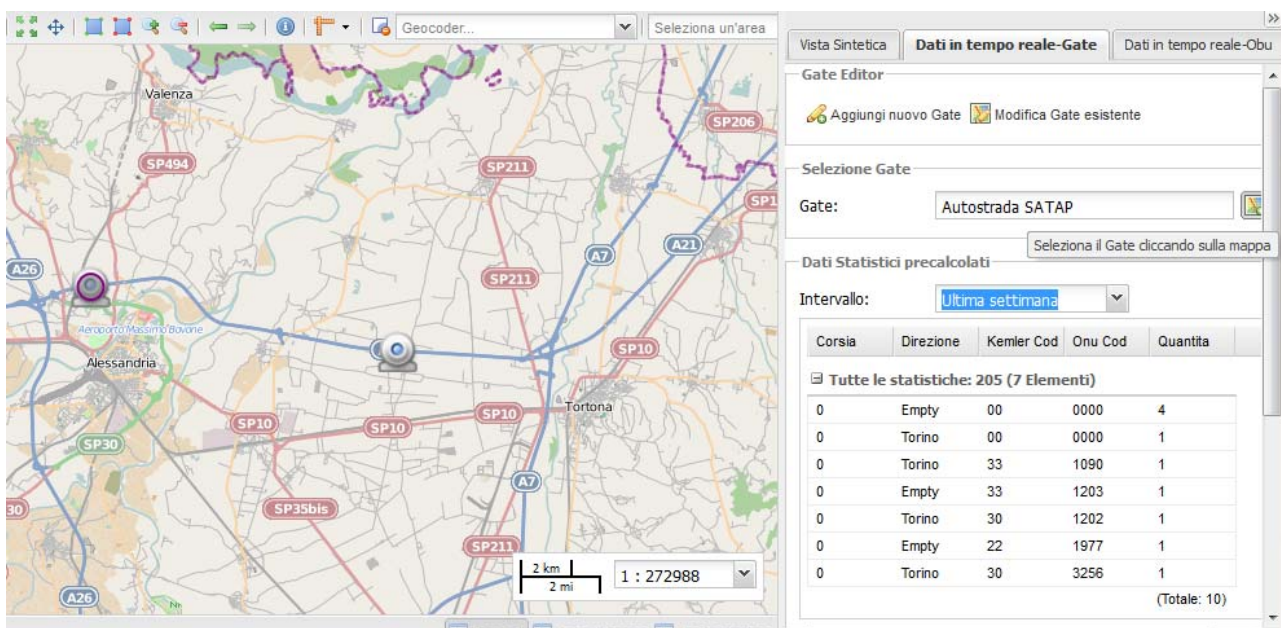 Geocoder...
Seleziona un'area
Vista Sintetica
Dati in tempo reale-Gate
Dati in tempo reale-Obu
Gate Editor
Aggiungi nuovo Gate
Modifica Gate esistente
Selezione Gate
Gate:
Autostrada SATAP
Seleziona il Gate cliccando sulla mappa
Dati Statistici precalcolati
Intervallo:
Ultima settimana
Corsia Direzione Kemler Cod Onu Cod Quantita
Tutte le statistiche: 205 (7 Elementi)
0 Empty 00 0000 4
0 Torino 00 0000 1
0 Torino 33 1090 1
0 Empty 33 1203 1
0 Torino 30 1202 1
0 Empty 22 1977 1
0 Torino 30 3256 1
(Totale: 10)
Valenza
SP206
SP494
SP211
SP1
A21
A7
A26
SP211
Aeroporto Massimo Bovone
SP10
Alessandria
Tortona
SP10
SP10
SP10
SP30
A7
30
SP35bis
SP211
2 km
2 mi
1 : 272988
A26